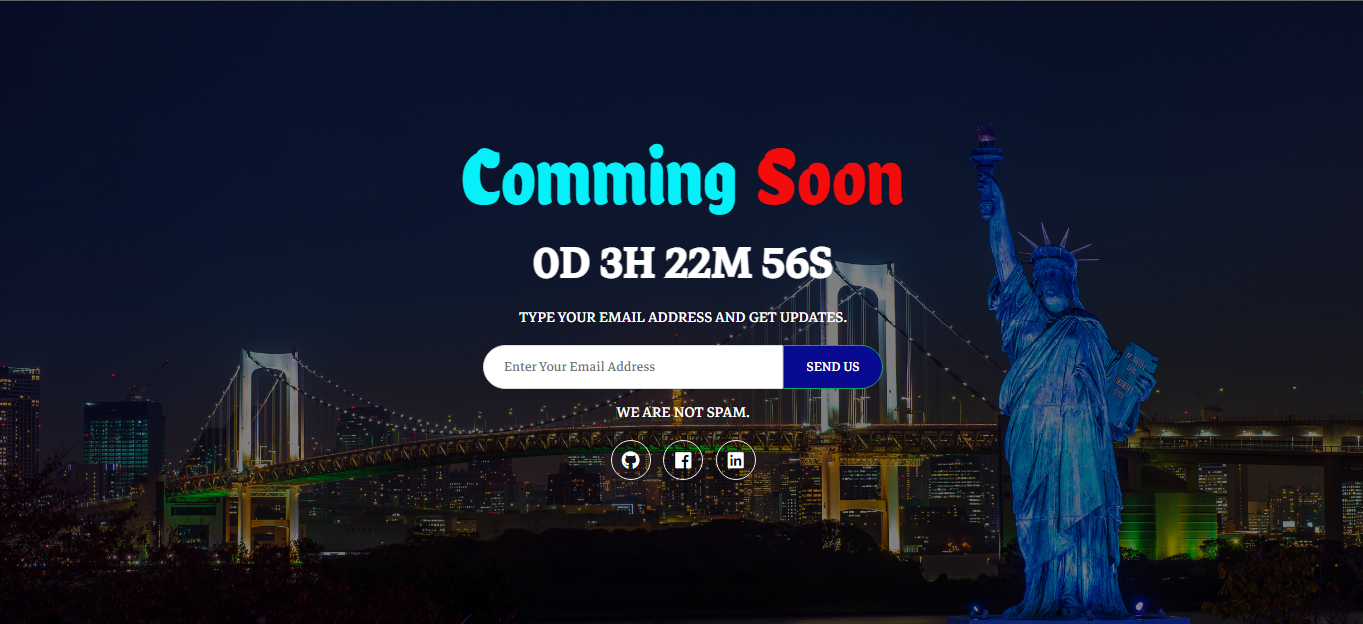 Comming Soon
0D 3H 22M 56S
TYPE YOUR EMAIL ADDRESS AND GET UPDATES.
Enter Your Email Address
SEND US
WE ARE NOT SPAM.